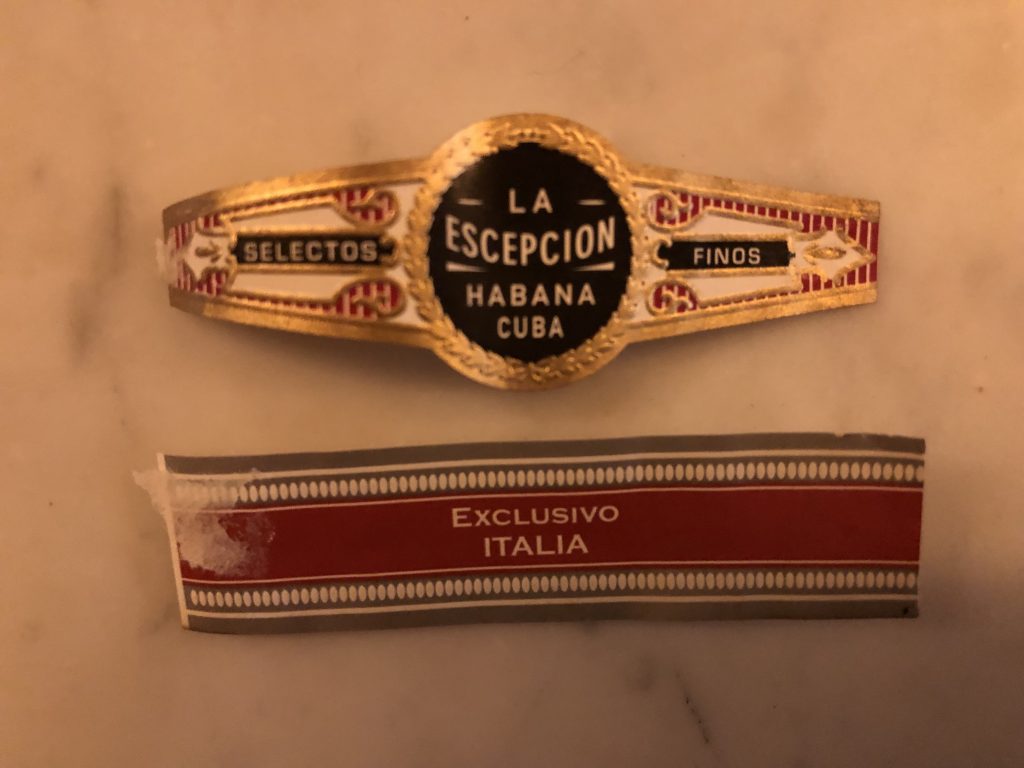 SELECTOS
LA
ESCEPCION
HABANA
CUBA
FINOS
EXCLUSIVO
ITALIA